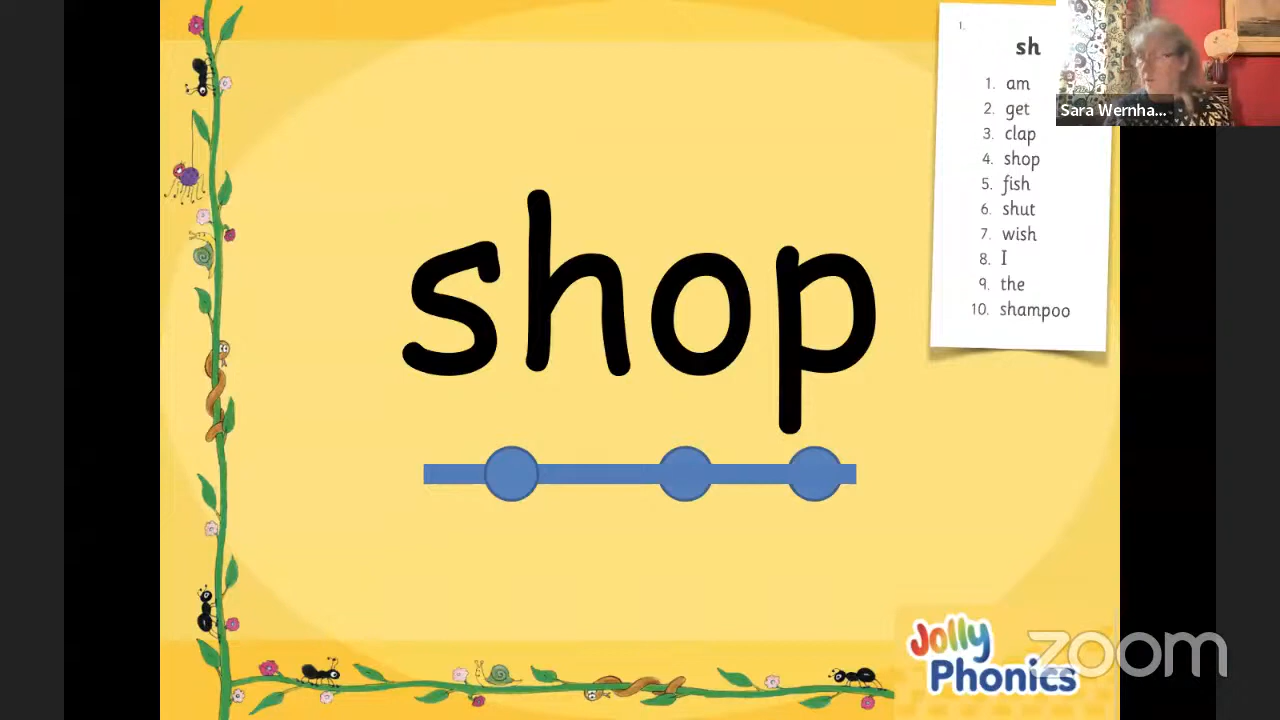 shop
1.
sh
1. am
2. get
3. clap
4. shop
5. fish
6. shut
7. wish
8. I
9. the
10. shampoo
Sara Wernha...
Jolly
Phonics
zoom